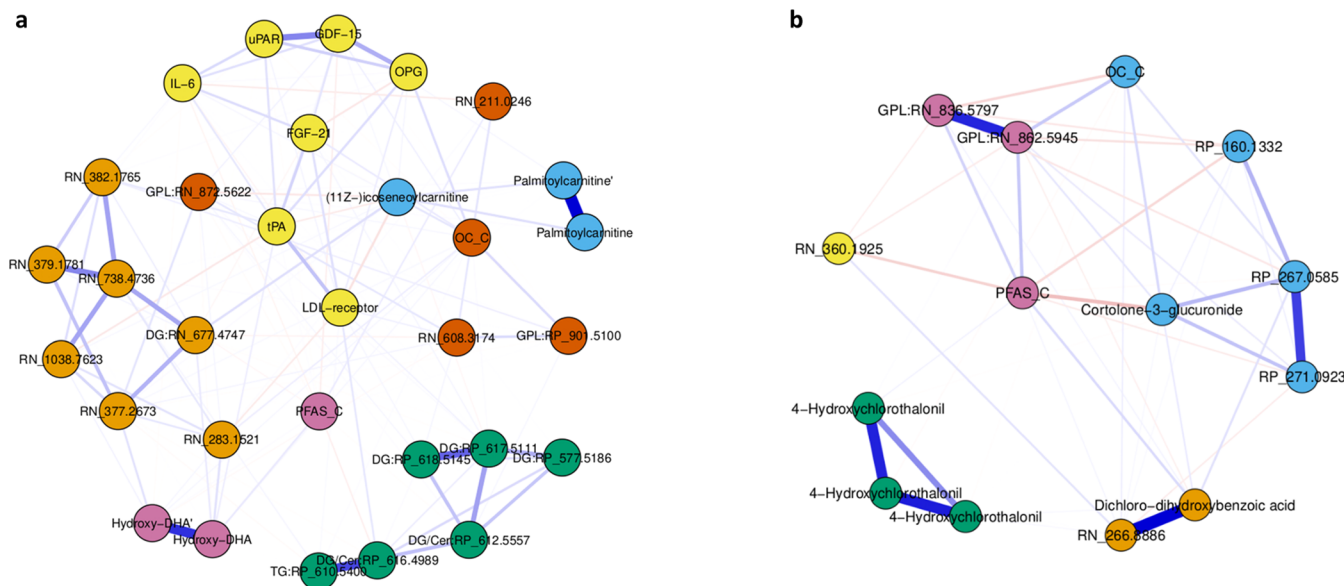 a
b
uPAR
GDF-15
OPG
IL-6
RN_211.0246
FGF-21
RN_382.1765
GPL:RN_872.5622
(11Z-)icosenoylcarnitine
Palmitoylcarnitine'
Palmitoylcarnitine
tPA
OC_C
RN_379.1781
RN_738.4736
LDL-receptor
DG:RN_677.4747
RN_608.3174
GPL:RP_901.5100
RN_1038.7623
RN_377.2673
PFAS_C
RN_283.1521
DG:RP_618.5145
DG:RP_617.5111
DG:RP_577.5186
Hydroxy-DHA'
Hydroxy-DHA
DG/Cer:RP_612.5557
DG/Cer:RP_616.4989
TG:RP_610.5400
OC_C
GPL:RN_836.5797
GPL:RN_862.5945
RP_160.1332
RN_360.1925
RP_267.0585
PFAS_C
Cortolone-3-glucuronide
RP_271.0923
4-Hydroxychlorothalonil
4-Hydroxychlorothalonil
4-Hydroxychlorothalonil
Dichloro-dihydroxybenzoic acid
RN_266.8886